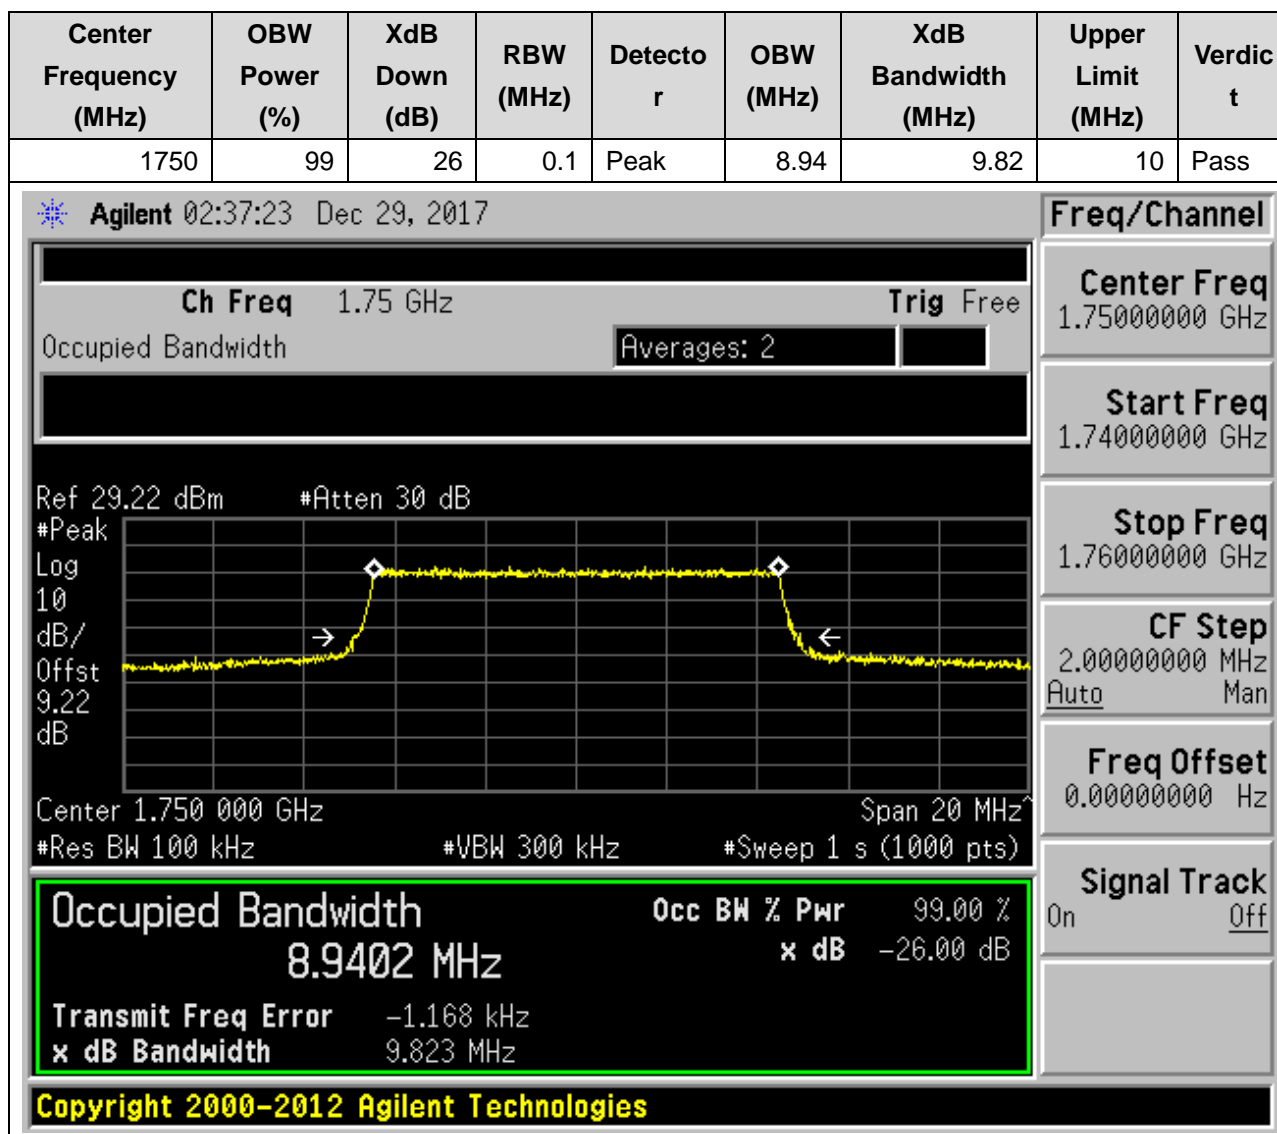 Center Frequency (MHz) OBW Power (%) XdB Down (dB) RBW (MHz) Detecto r OBW (MHz) XdB Bandwidth (MHz) Upper Limit (MHz) Verdic t
1750 99 26 0.1 Peak 8.94 9.82 10 Pass
Agilent 02:37:23 Dec 29, 2017
Ch Freq 1.75 GHz Trig Free
Occupied Bandwidth Averages: 2
Ref 29.22 dBm #Atten 30 dB
#Peak
Log
10
dB/
Offst
9.22
dB
Center 1.750 000 GHz Span 20 MHz^
#Res BW 100 kHz #VBW 300 kHz #Sweep 1 s (1000 pts)
Occupied Bandwidth Occ BW % Pwr 99.00 %
8.9402 MHz x dB -26.00 dB
Transmit Freq Error -1.168 kHz
x dB Bandwidth 9.823 MHz
Copyright 2000-2012 Agilent Technologies
Freq/Channel
Center Freq
1.75000000 GHz
Start Freq
1.74000000 GHz
Stop Freq
1.76000000 GHz
CF Step
2.00000000 MHz
Auto Man
Freq Offset
0.00000000 Hz
Signal Track
On Off